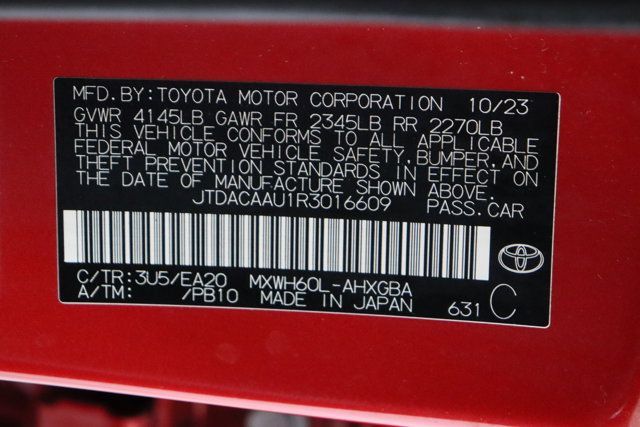 MFD.BY:TOYOTA MOTOR CORPORATION 10/23
GVWR 4145LB GAWR FR 2345LB RR 2270LB
THIS VEHICLE CONFORMS TO ALL APPLICABLE
FEDERAL MOTOR VEHICLE SAFETY, BUMPER, AND
THEFT PREVENTION STANDARDS IN EFFECT ON
THE DATE OF MANUFACTURE SHOWN ABOVE.
JTDACAAU1R3016609 PASS.CAR
C/TR:3U5/EA20 MXWH60L-AHXGBA
A/TM: /PB10 MADE IN JAPAN 631 C